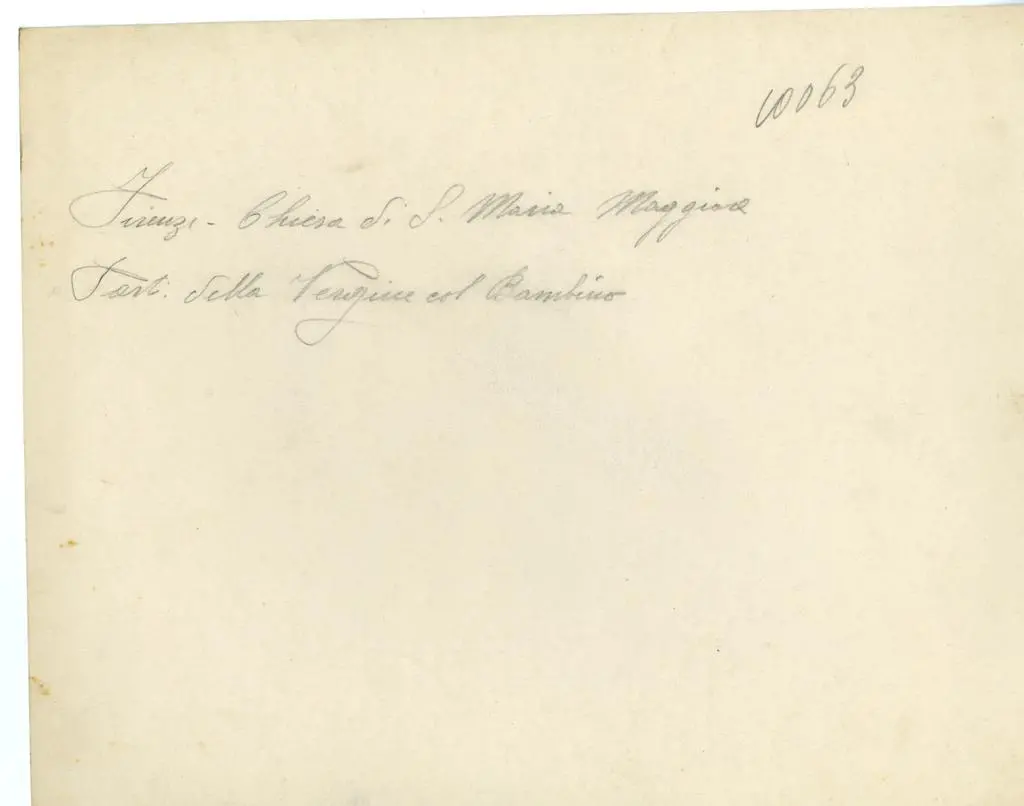 10063
Firenze - Chiesa di S. Maria Maggiore
Part. della Vergine col Bambino